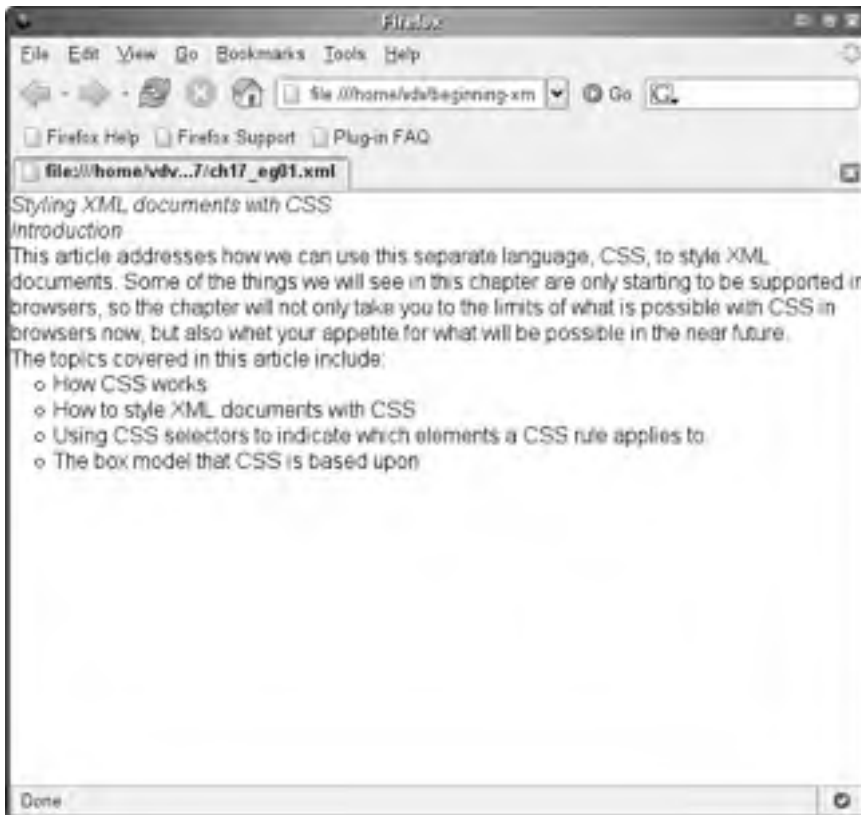 Firefox
File Edit View Go Bookmarks Tools Help
file:///home/vdv/beginning-xm Go
Firefox Help Firefox Support Plug-in FAQ
file:///home/vdv...7/ch17_eg01.xml
Styling XML documents with CSS
Introduction
This article addresses how we can use this separate language, CSS, to style XML
documents. Some of the things we will see in this chapter are only starting to be supported in
browsers, so the chapter will not only take you to the limits of what is possible with CSS in
browsers now, but also whet your appetite for what will be possible in the near future.
The topics covered in this article include:
How CSS works
How to style XML documents with CSS
Using CSS selectors to indicate which elements a CSS rule applies to
The box model that CSS is based upon
Done